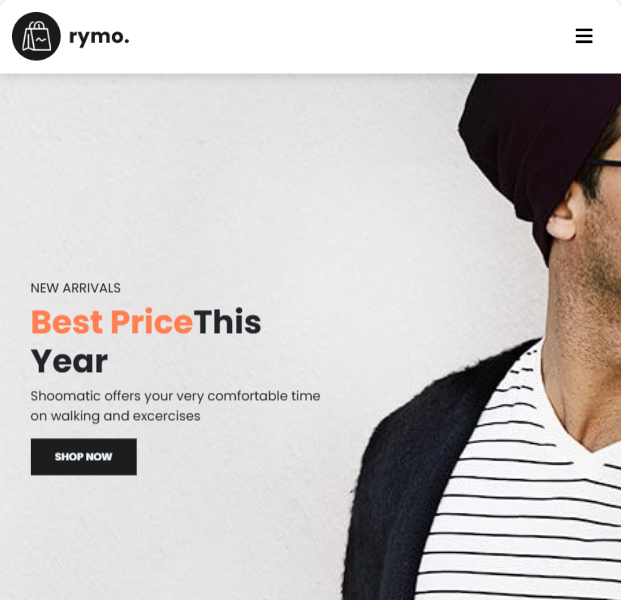 rymo.
NEW ARRIVALS
Best PriceThis
Year
Shoomatic offers your very comfortable time
on walking and excercises
SHOP NOW